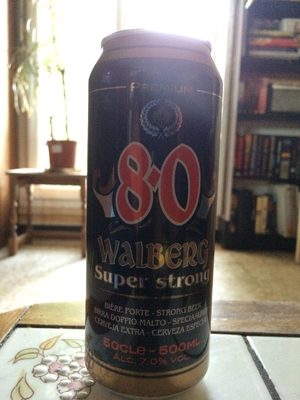 PREMIUM
8·0
WALBERG
Super strong
BIÈRE FORTE - STRONG BEER
BIRRA DOPPIO MALTO - SPECIALBIER
CERVEJA EXTRA - CERVEZA ESPECIAL
50CLe - 500ML
ALC. 7.0% VOL